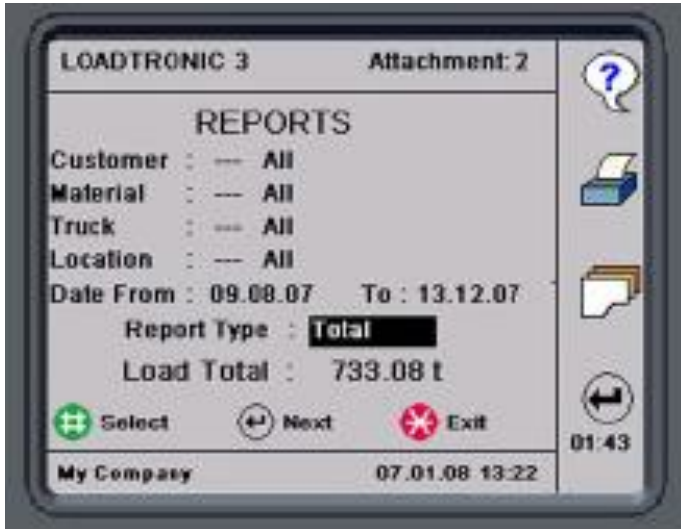 LOADTRONIC 3 Attachment: 2
?
REPORTS
Customer : --- All
Material : --- All
Truck : --- All
Location : --- All
Date From : 09.08.07 To : 13.12.07
Report Type : Total
Load Total : 733.08 t
Select Next Exit
01:43
My Company 07.01.08 13:22